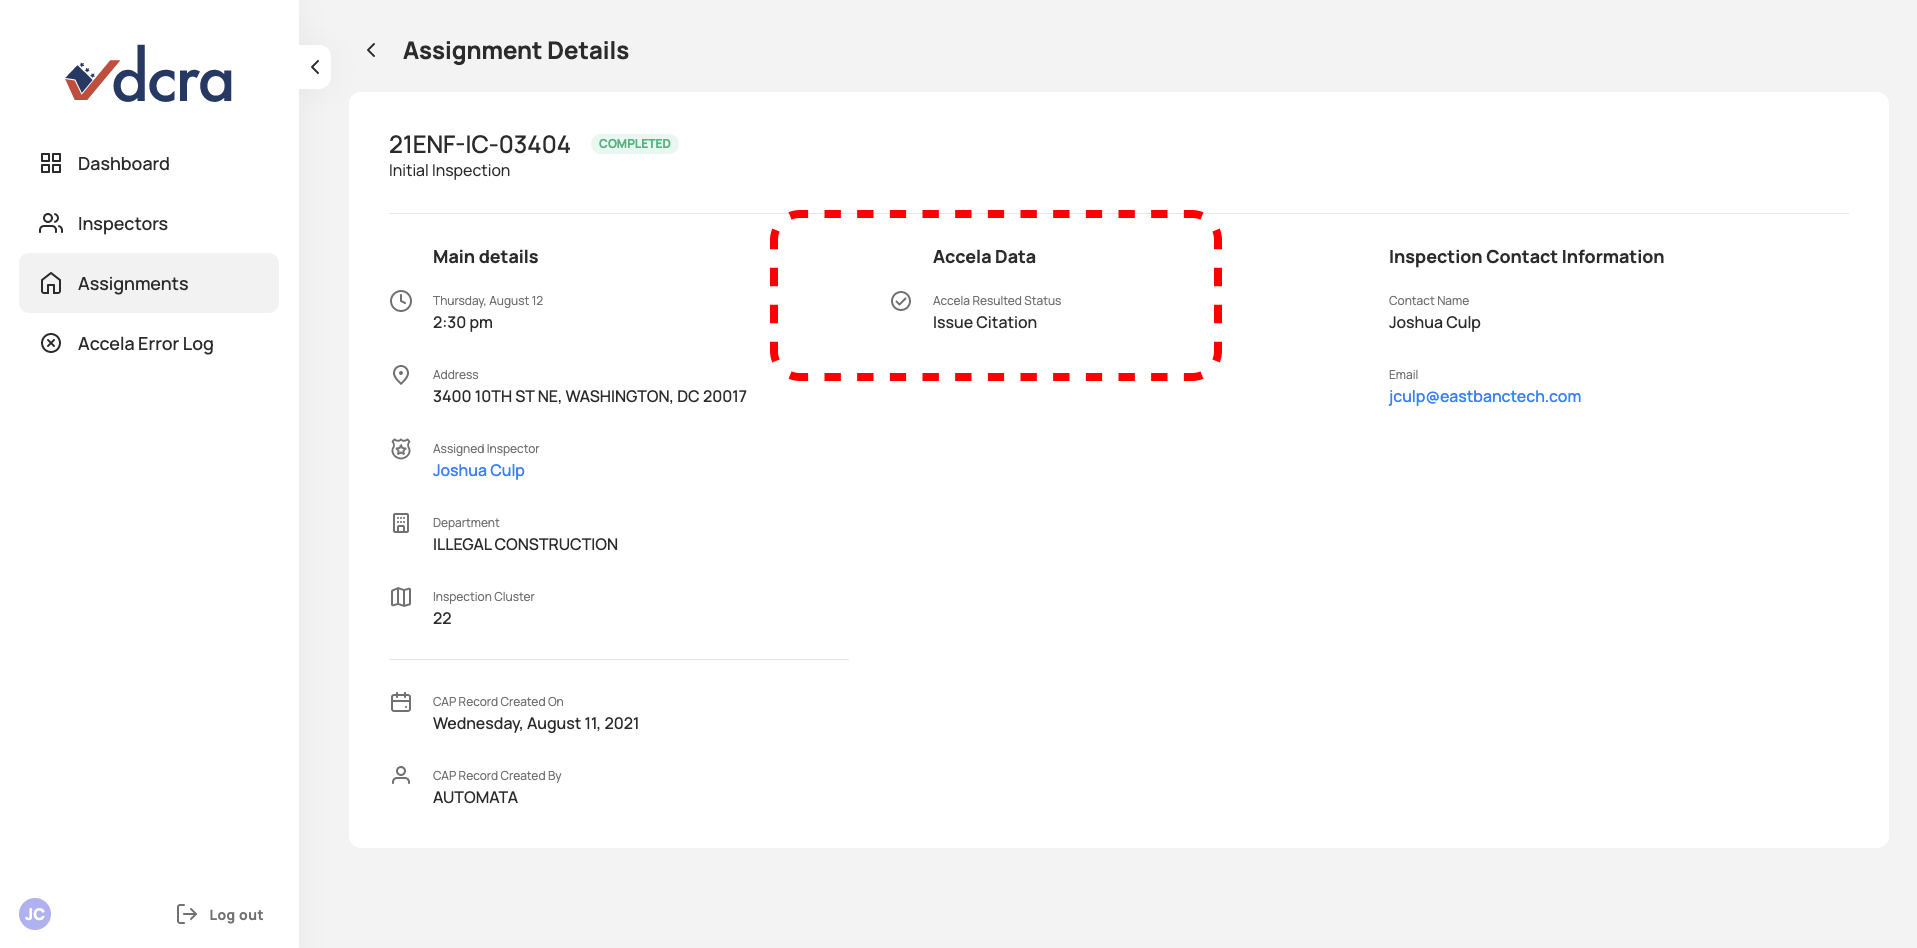 dcra
Dashboard
Inspectors
Assignments
Accela Error Log
JC
Log out
Assignment Details
21ENF-IC-03404
COMPLETED
Initial Inspection
Main details
Thursday, August 12
2:30 pm
Address
3400 10TH ST NE, WASHINGTON, DC 20017
Assigned Inspector
Joshua Culp
Department
ILLEGAL CONSTRUCTION
Inspection Cluster
22
CAP Record Created On
Wednesday, August 11, 2021
CAP Record Created By
AUTOMATA
Accela Data
Accela Resulted Status
Issue Citation
Inspection Contact Information
Contact Name
Joshua Culp
Email
jculp@eastbanctech.com